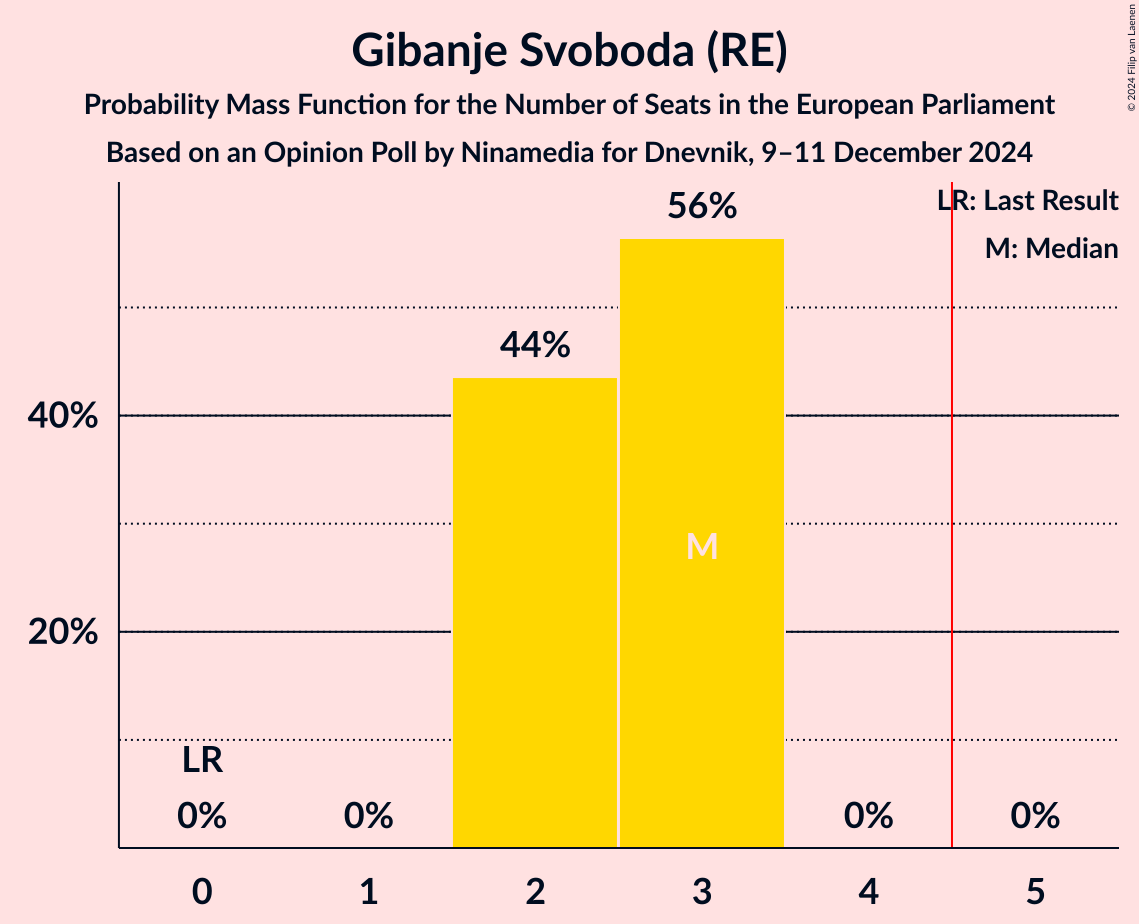 Gibanje Svoboda (RE)
Probability Mass Function for the Number of Seats in the European Parliament
Based on an Opinion Poll by Ninamedia for Dnevnik, 9–11 December 2024
© 2024 Filip van Laenen
LR: Last Result
M: Median
56%
44%
40%
M
20%
LR
0% 0% 0% 0%
0 1 2 3 4 5